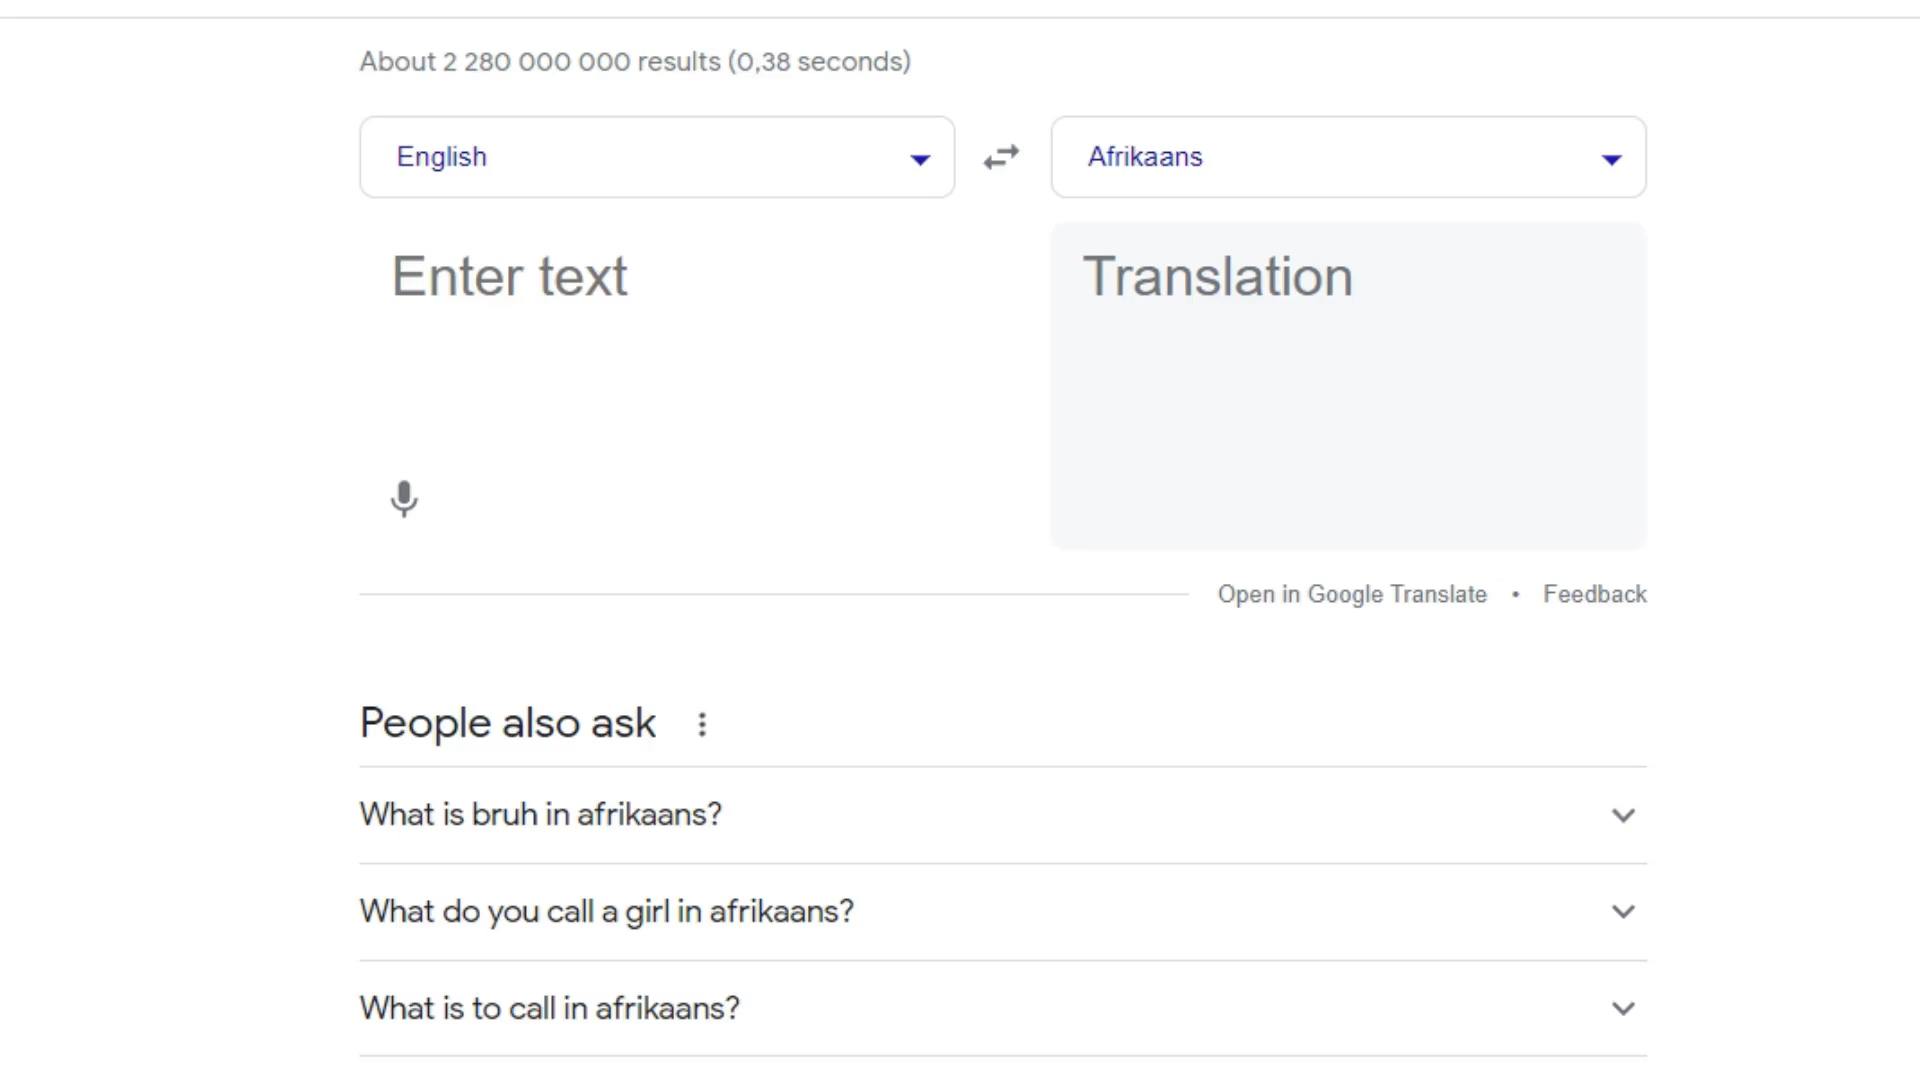 About 2 280 000 000 results (0,38 seconds)
English
Afrikaans
Enter text
Translation
Open in Google Translate • Feedback
People also ask
What is bruh in afrikaans?
What do you call a girl in afrikaans?
What is to call in afrikaans?